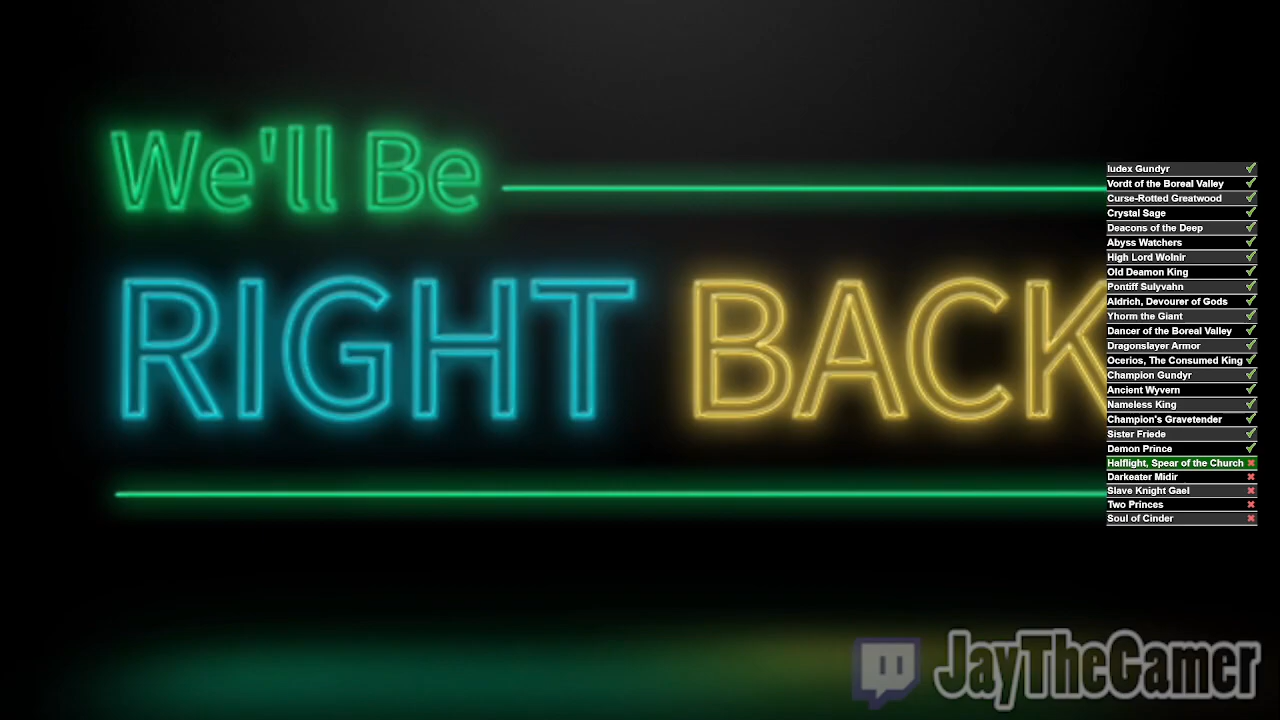 We'll Be
RIGHT BACK
Iudex Gundyr
Vordt of the Boreal Valley
Curse-Rotted Greatwood
Crystal Sage
Deacons of the Deep
Abyss Watchers
High Lord Wolnir
Old Deamon King
Pontiff Sulyvahn
Aldrich, Devourer of Gods
Yhorm the Giant
Dancer of the Boreal Valley
Dragonslayer Armor
Ocerios, The Consumed King
Champion Gundyr
Ancient Wyvern
Nameless King
Champion's Gravetender
Sister Friede
Demon Prince
Halflight, Spear of the Church
Darkeater Midir
Slave Knight Gael
Two Princes
Soul of Cinder
JayTheGamer